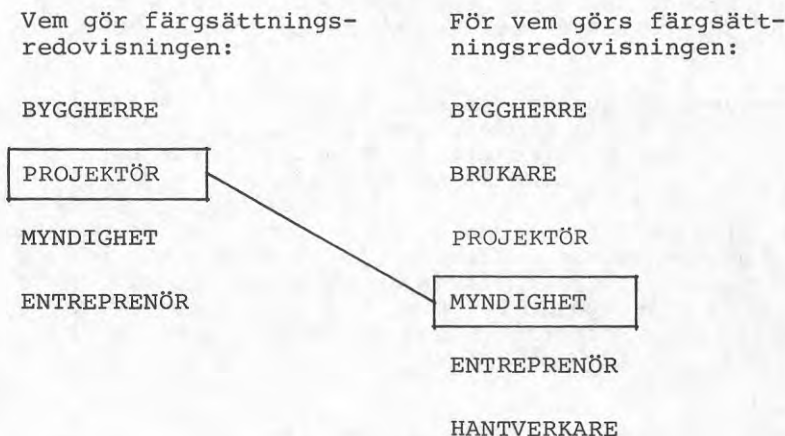 Vem gör färgsättnings-
redovisningen:
BYGGHERRE
PROJEKTÖR
MYNDIGHET
ENTREPRENÖR
För vem görs färgsätt-
ningsredovisningen:
BYGGHERRE
BRUKARE
PROJEKTÖR
MYNDIGHET
ENTREPRENÖR
HANTVERKARE